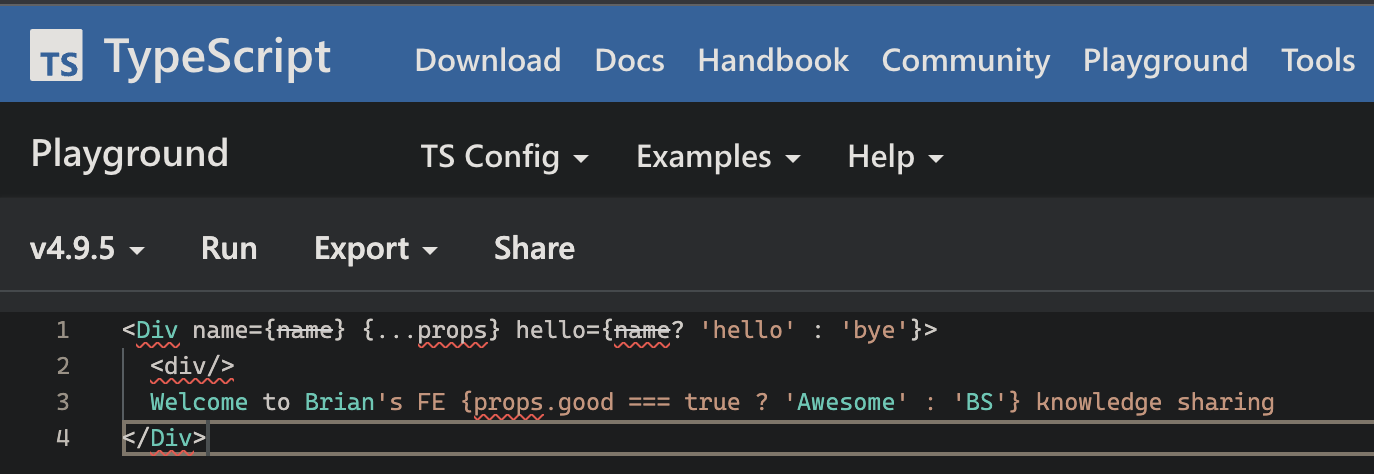 TS TypeScript Download Docs Handbook Community Playground Tools
Playground TS Config Examples Help
v4.9.5 Run Export Share
1 <Div name={name} {...props} hello={name? 'hello' : 'bye'}>
2 <div/>
3 Welcome to Brian's FE {props.good === true ? 'Awesome' : 'BS'} knowledge sharing
4 </Div>